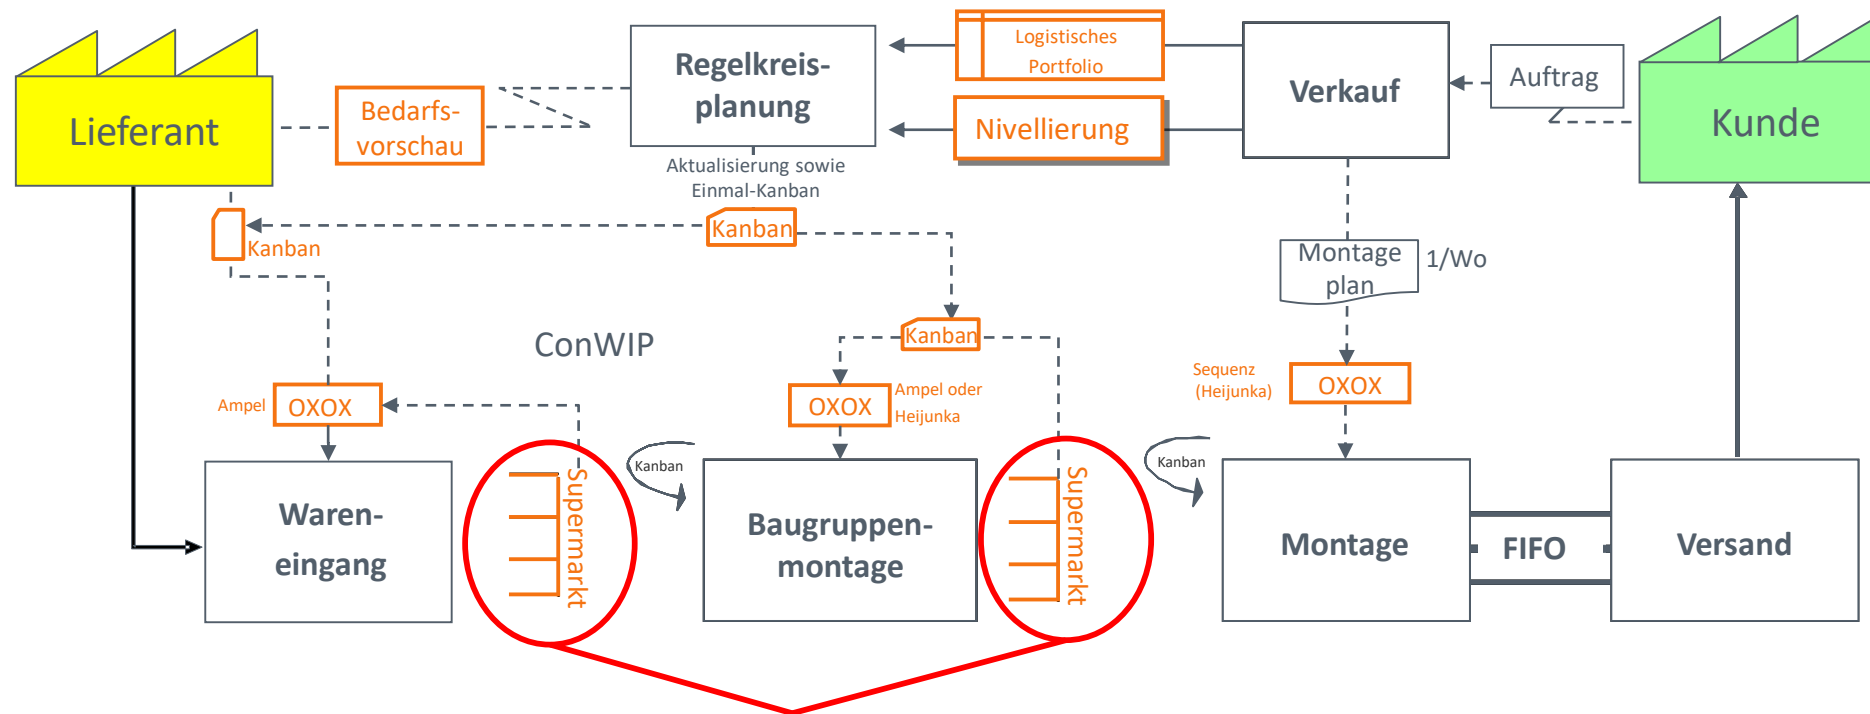 Lieferant
Bedarfs-
vorschau
Regelkreis-
planung
Aktualisierung sowie
Einmal-Kanban
Logistisches
Portfolio
Nivellierung
Verkauf
Auftrag
Kunde
Kanban
Kanban
Montage
plan
1/Wo
ConWIP
Kanban
Ampel
OXOX
OXOX
Ampel oder
Heijunka
Sequenz
(Heijunka)
OXOX
Waren-
eingang
Supermarkt
Kanban
Baugruppen-
montage
Supermarkt
Kanban
Montage
FIFO
Versand